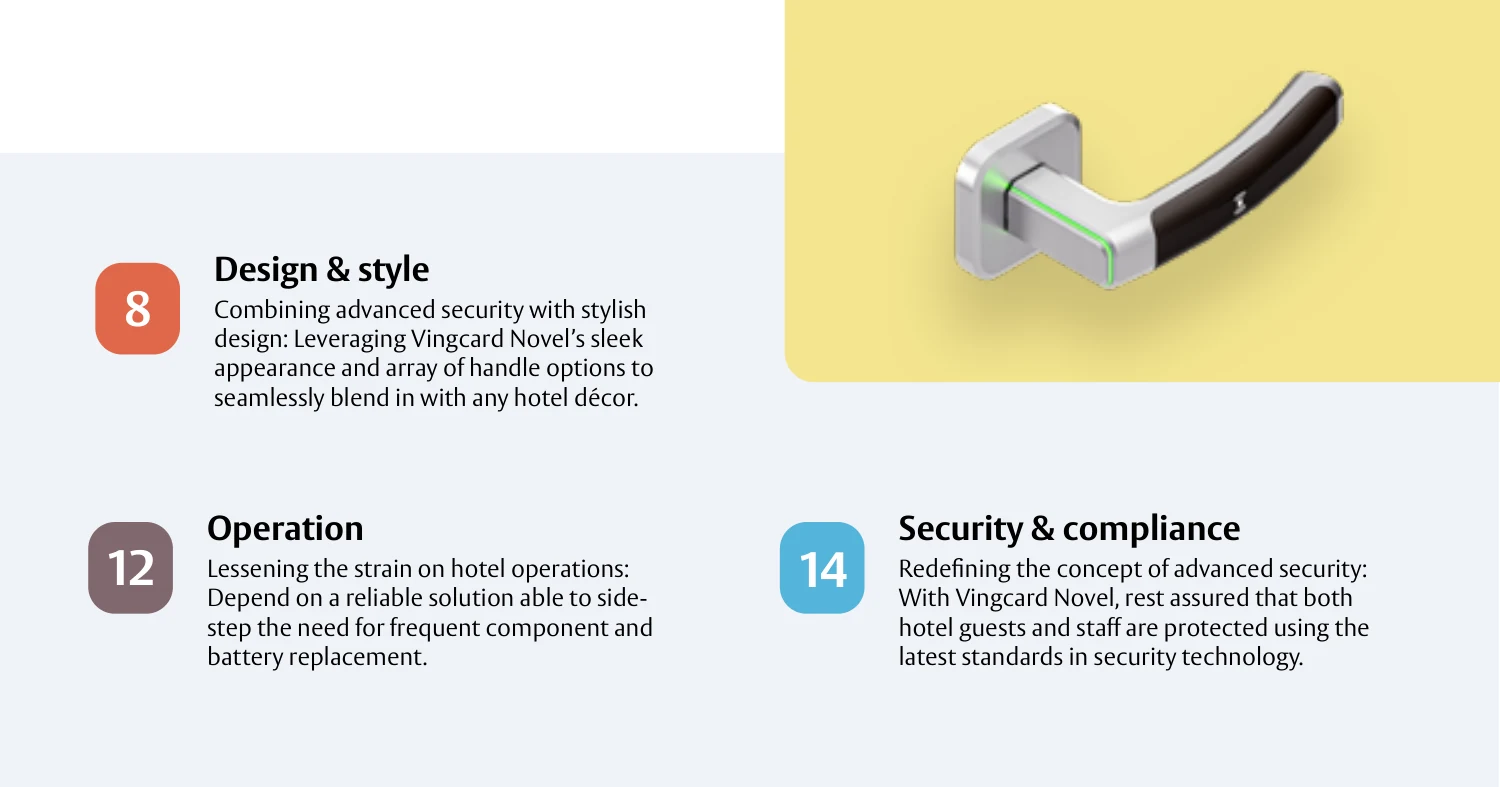 8
Design & style
Combining advanced security with stylish
design: Leveraging Vingcard Novel’s sleek
appearance and array of handle options to
seamlessly blend in with any hotel décor.
12
Operation
Lessening the strain on hotel operations:
Depend on a reliable solution able to side-
step the need for frequent component and
battery replacement.
14
Security & compliance
Redefining the concept of advanced security:
With Vingcard Novel, rest assured that both
hotel guests and staff are protected using the
latest standards in security technology.